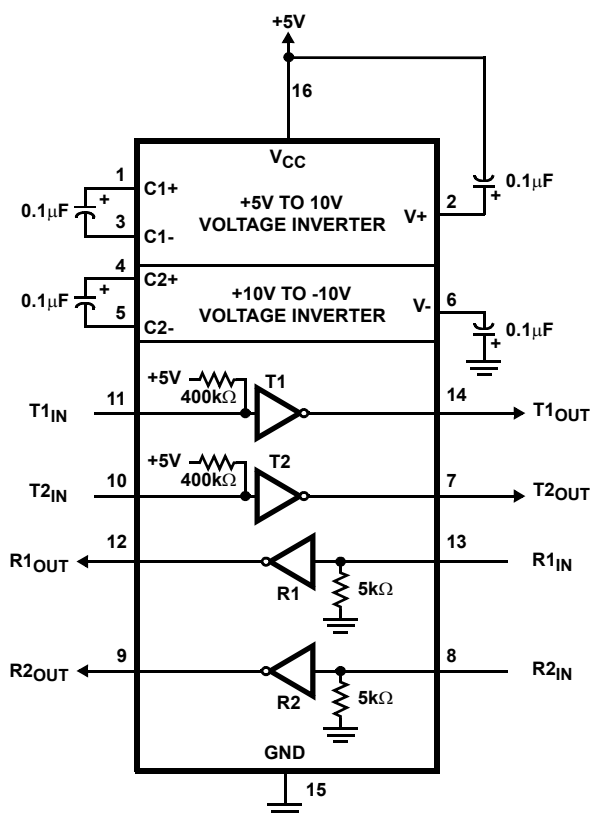 +5V
16
VCC
1
C1+
0.1μF
+
3
C1-
+5V TO 10V
VOLTAGE INVERTER
V+
2
0.1μF
+
4
C2+
0.1μF
+
5
C2-
+10V TO -10V
VOLTAGE INVERTER
V-
6
0.1μF
+
T1IN
11
+5V
400kΩ
T1
14
T1OUT
T2IN
10
+5V
400kΩ
T2
7
T2OUT
R1OUT
12
R1
5kΩ
13
R1IN
R2OUT
9
R2
5kΩ
8
R2IN
GND
15